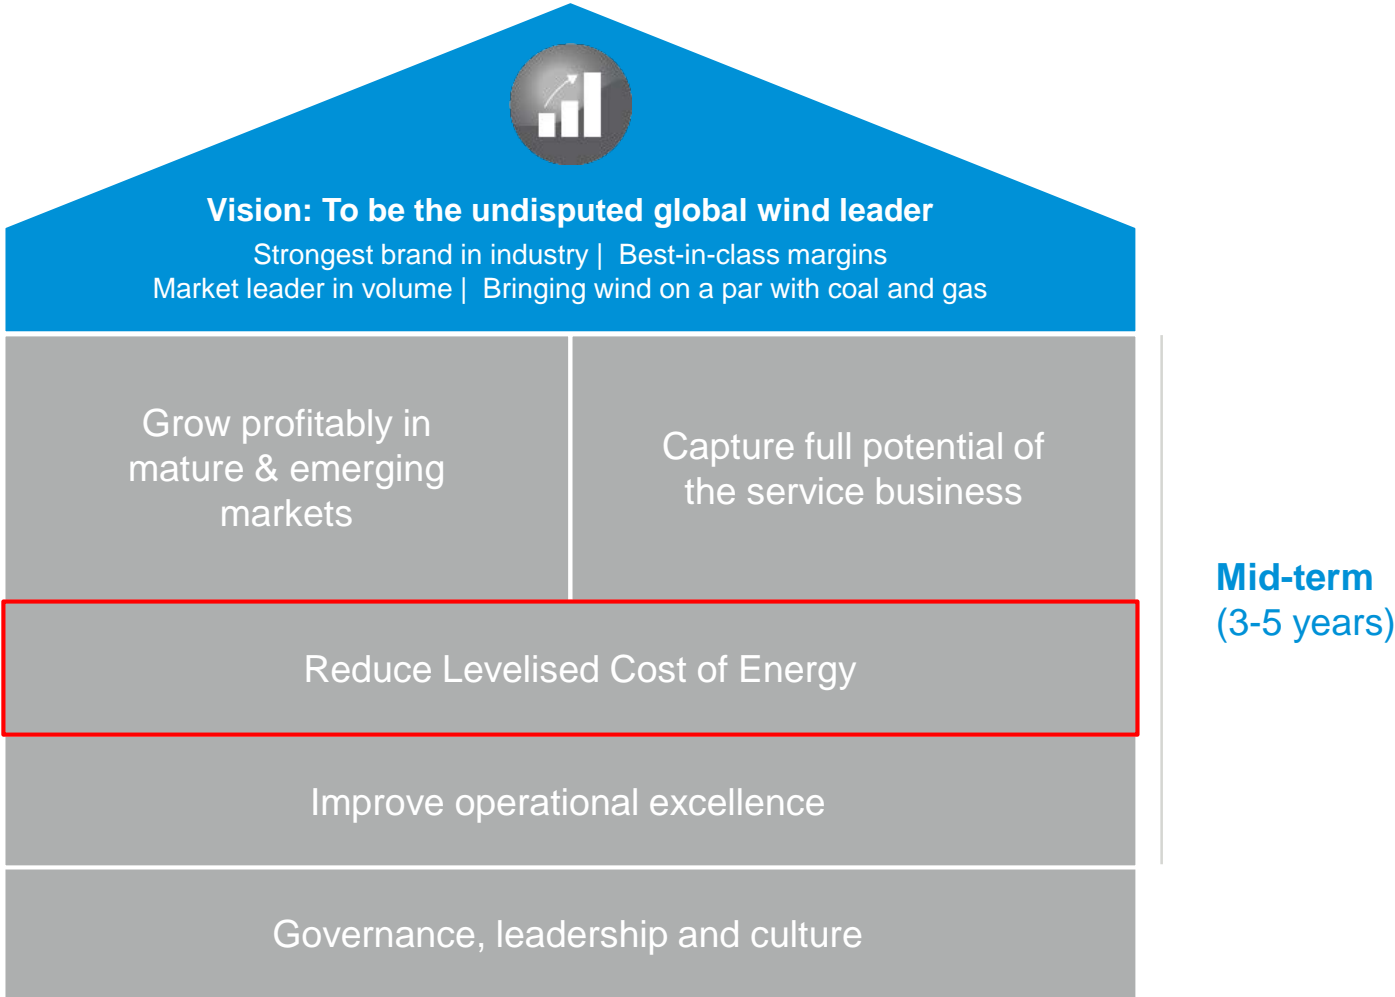 Vision: To be the undisputed global wind leader
Strongest brand in industry | Best-in-class margins
Market leader in volume | Bringing wind on a par with coal and gas
Grow profitably in
mature & emerging
markets
Capture full potential of
the service business
Mid-term
(3-5 years)
Reduce Levelised Cost of Energy
Improve operational excellence
Governance, leadership and culture